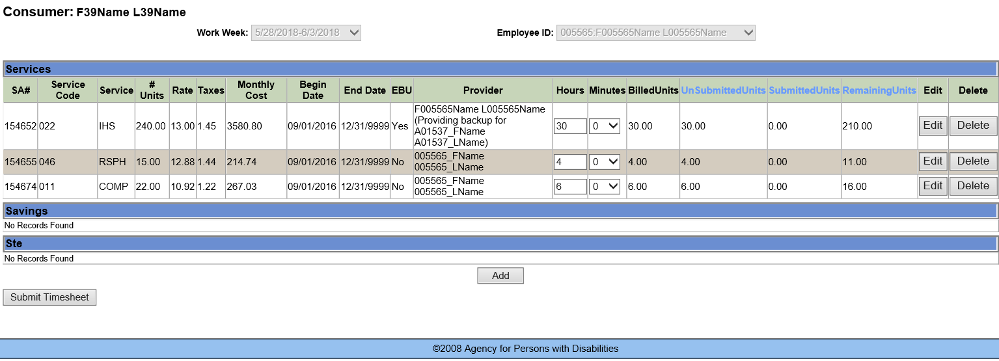 Consumer: F39Name L39Name
Work Week: 5/28/2018-6/3/2018 Employee ID: 005565:F005565Name L005565Name
Services
SA# Service Code Service # Units Rate Taxes Monthly Cost Begin Date End Date EBU Provider Hours Minutes BilledUnits UnSubmittedUnits SubmittedUnits RemainingUnits Edit Delete
154652 022 IHS 240.00 13.00 1.45 3580.80 09/01/2016 12/31/9999 Yes F005565Name L005565Name (Providing backup for A01537_FName A01537_LName) 30 0 30.00 30.00 0.00 210.00 Edit Delete
154655 046 RSPH 15.00 12.88 1.44 214.74 09/01/2016 12/31/9999 No 005565_FName 005565_LName 4 0 4.00 4.00 0.00 11.00 Edit Delete
154674 011 COMP 22.00 10.92 1.22 267.03 09/01/2016 12/31/9999 No 005565_FName 005565_LName 6 0 6.00 6.00 0.00 16.00 Edit Delete
Savings
No Records Found
Ste
No Records Found
Add
Submit Timesheet
©2008 Agency for Persons with Disabilities